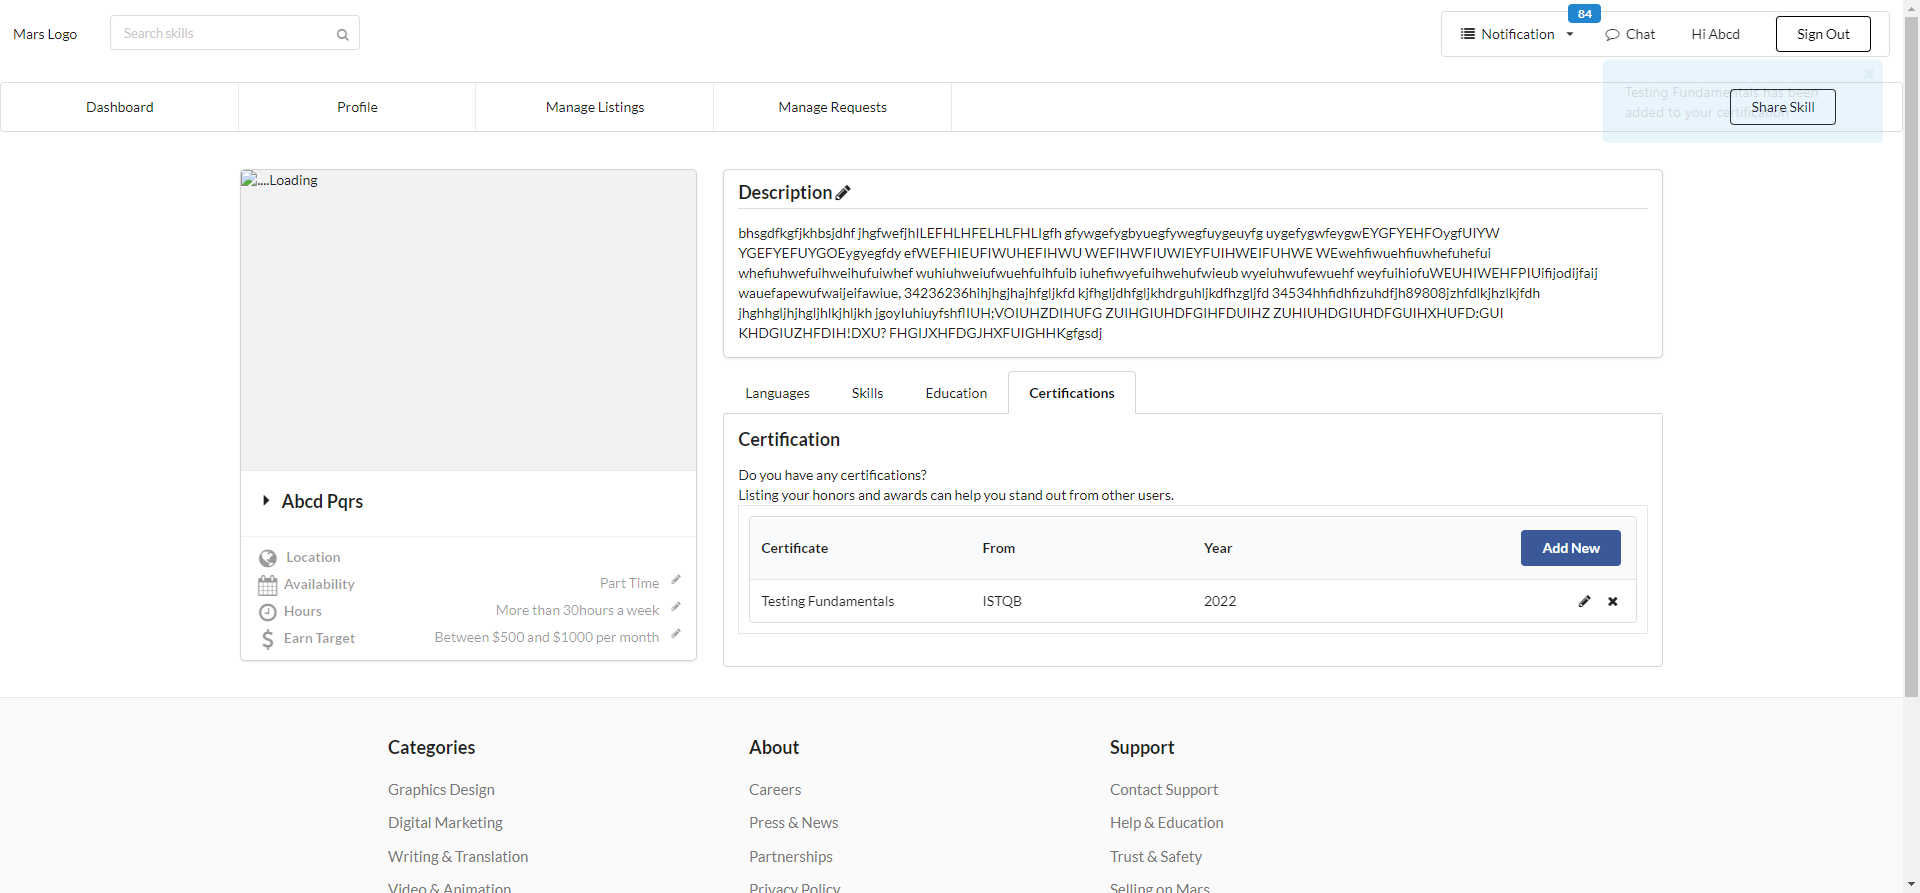 Mars Logo
Search skills
84
Notification
Chat
Hi Abcd
Sign Out
Dashboard
Profile
Manage Listings
Manage Requests
Testing Fundamentals has been
added to your certification
Share Skill
....Loading
Abcd Pqrs
Location
Availability
Part Time
Hours
More than 30hours a week
Earn Target
Between $500 and $1000 per month
Description
bhsgdfkgfjkhbsjdhf jhgfwefjhILEFHLHFELHLFHLIgfh gfywgefygbyuegfywegfuygeuyfg uygefygwfeygwEYGFYEHFOygfUIYW
YGEFYEFUYGOEygyegfdy efWEFHIEUFIWUHEFIHWU WEFIHWFIUWIEYFUIHWEIFUHWE WEwehfiwuehfiuwhefuhefui
whefiuhwefuihweihufuiwhef wuhiuhweiufwuehfuihfuib iuhefiwyefuihwehufwieub wyeiuhwufewuehf weyfuihiofuWEUHIWEHFPIUifijodijfaij
wauefapewufwaijeifawiue, 34236236hihjhgjhajhfgljkfd kjfhgljdhfgljkhdrguhljkdfhzgljfd 34534hhfidhfizuhdfjh89808jzhfdlkjhzlkjfdh
jhghhgljhjhgljhlkjhljkh jgoyIuhiuyfshfIIUH;VOIUHZDIHUFG ZUIHGIUHDFGIHFDUIHZ ZUHIUHDGIUHDFGUIHXHUFD:GUI
KHDGIUZHFDIH!DXU? FHGIJXHFDGJHXFUIGHHKgfgsdj
Languages
Skills
Education
Certifications
Certification
Do you have any certifications?
Listing your honors and awards can help you stand out from other users.
Certificate
From
Year
Add New
Testing Fundamentals
ISTQB
2022
Categories
Graphics Design
Digital Marketing
Writing & Translation
Video & Animation
About
Careers
Press & News
Partnerships
Privacy Policy
Support
Contact Support
Help & Education
Trust & Safety
Selling on Mars